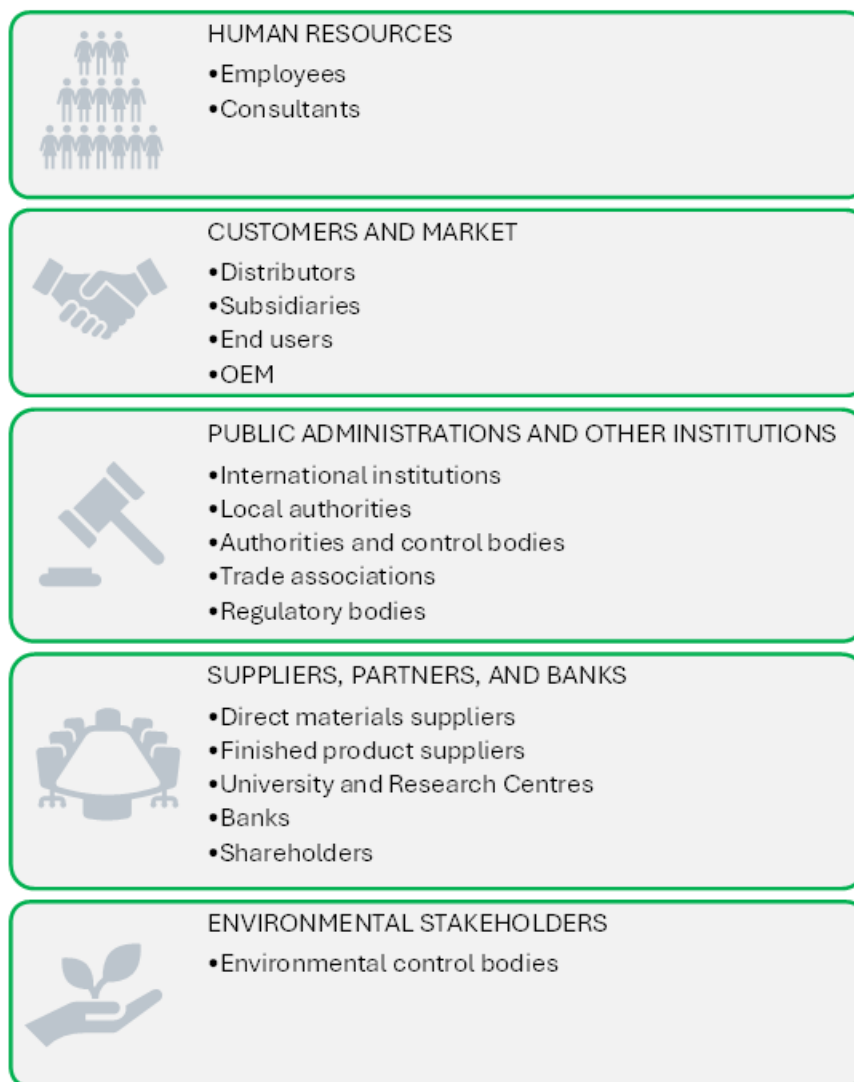 HUMAN RESOURCES
•Employees
•Consultants
CUSTOMERS AND MARKET
•Distributors
•Subsidiaries
•End users
•OEM
PUBLIC ADMINISTRATIONS AND OTHER INSTITUTIONS
•International institutions
•Local authorities
•Authorities and control bodies
•Trade associations
•Regulatory bodies
SUPPLIERS, PARTNERS, AND BANKS
•Direct materials suppliers
•Finished product suppliers
•University and Research Centres
•Banks
•Shareholders
ENVIRONMENTAL STAKEHOLDERS
•Environmental control bodies